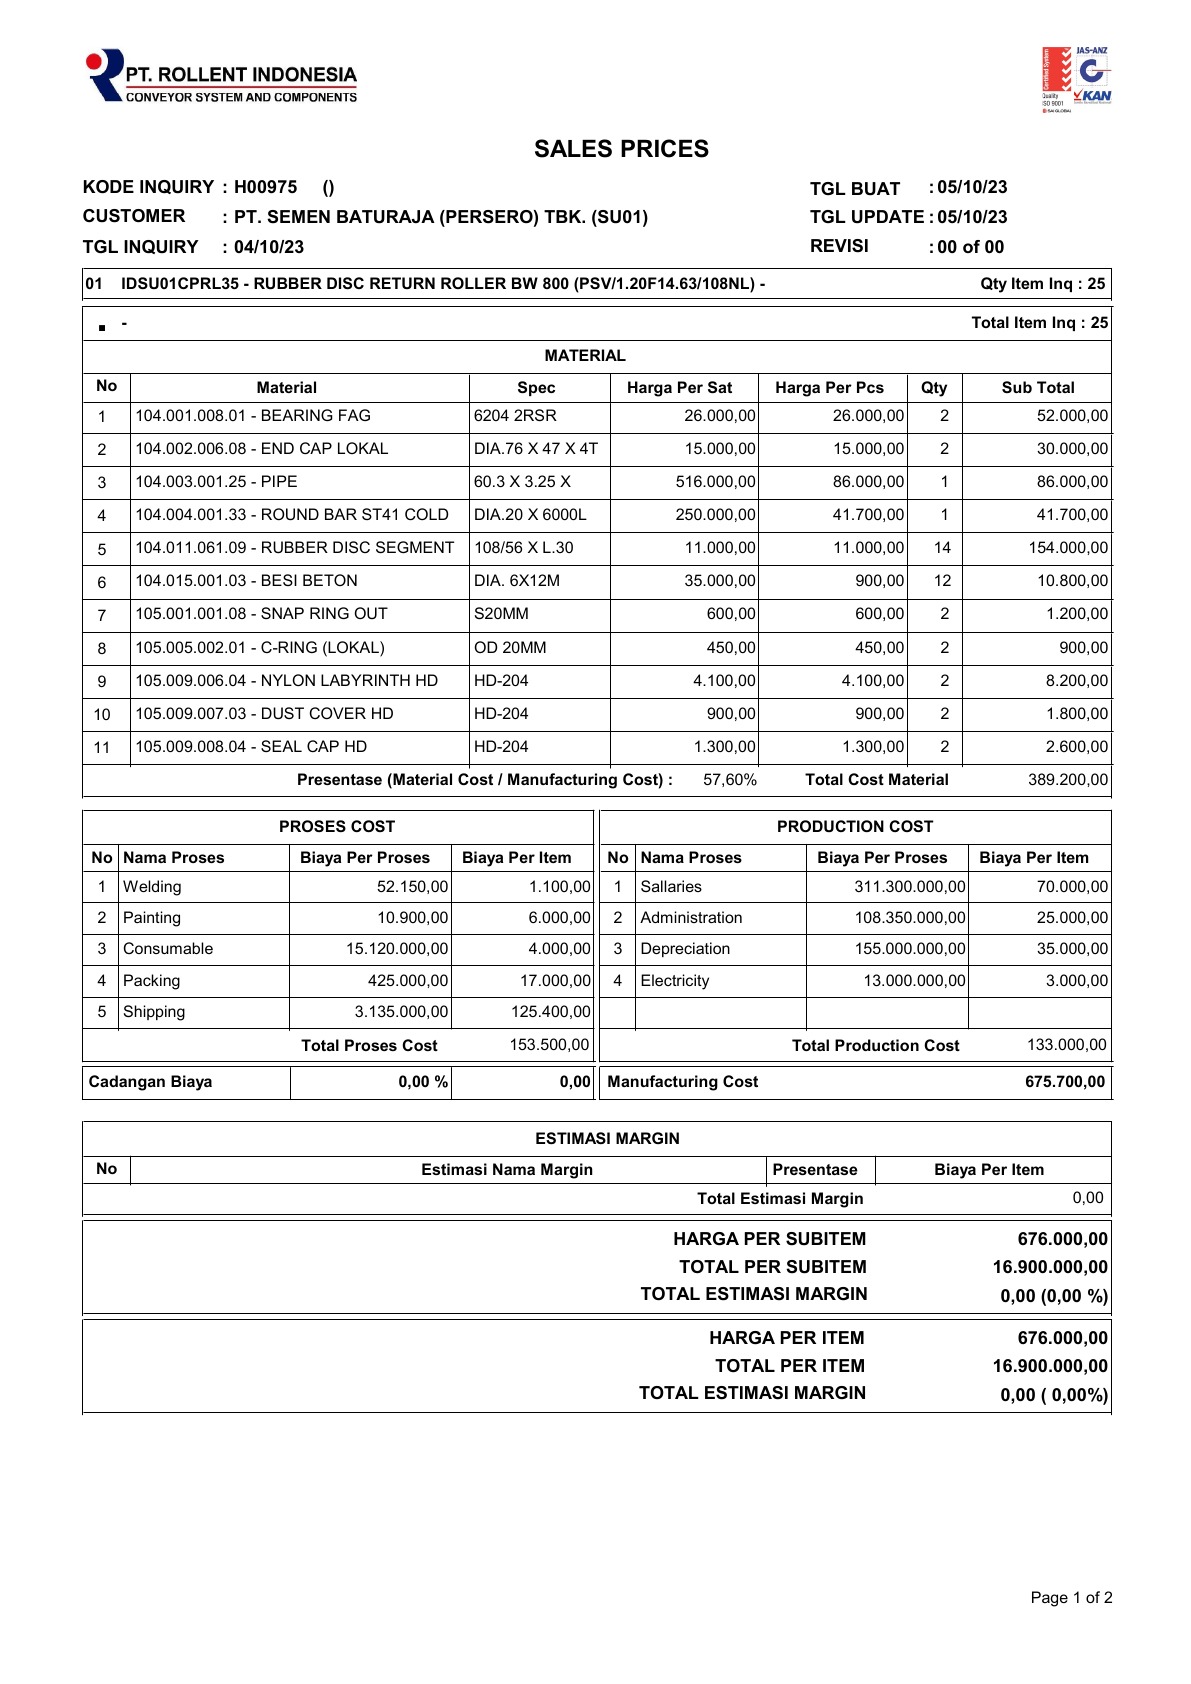 PT. ROLLENT INDONESIA
CONVEYOR SYSTEM AND COMPONENTS
Certified System
Quality
ISO 9001
SAI GLOBAL
JAS-ANZ
KAN
SALES PRICES
KODE INQUIRY : H00975 ()
TGL BUAT : 05/10/23
CUSTOMER : PT. SEMEN BATURAJA (PERSERO) TBK. (SU01)
TGL UPDATE : 05/10/23
TGL INQUIRY : 04/10/23
REVISI : 00 of 00
01 IDSU01CPRL35 - RUBBER DISC RETURN ROLLER BW 800 (PSV/1.20F14.63/108NL) - Qty Item Inq : 25
▪ - Total Item Inq : 25
MATERIAL
No Material Spec Harga Per Sat Harga Per Pcs Qty Sub Total
1 104.001.008.01 - BEARING FAG 6204 2RSR 26.000,00 26.000,00 2 52.000,00
2 104.002.006.08 - END CAP LOKAL DIA.76 X 47 X 4T 15.000,00 15.000,00 2 30.000,00
3 104.003.001.25 - PIPE 60.3 X 3.25 X 516.000,00 86.000,00 1 86.000,00
4 104.004.001.33 - ROUND BAR ST41 COLD DIA.20 X 6000L 250.000,00 41.700,00 1 41.700,00
5 104.011.061.09 - RUBBER DISC SEGMENT 108/56 X L.30 11.000,00 11.000,00 14 154.000,00
6 104.015.001.03 - BESI BETON DIA. 6X12M 35.000,00 900,00 12 10.800,00
7 105.001.001.08 - SNAP RING OUT S20MM 600,00 600,00 2 1.200,00
8 105.005.002.01 - C-RING (LOKAL) OD 20MM 450,00 450,00 2 900,00
9 105.009.006.04 - NYLON LABYRINTH HD HD-204 4.100,00 4.100,00 2 8.200,00
10 105.009.007.03 - DUST COVER HD HD-204 900,00 900,00 2 1.800,00
11 105.009.008.04 - SEAL CAP HD HD-204 1.300,00 1.300,00 2 2.600,00
Presentase (Material Cost / Manufacturing Cost) : 57,60% Total Cost Material 389.200,00
PROSES COST PRODUCTION COST
No Nama Proses Biaya Per Proses Biaya Per Item No Nama Proses Biaya Per Proses Biaya Per Item
1 Welding 52.150,00 1.100,00 1 Sallaries 311.300.000,00 70.000,00
2 Painting 10.900,00 6.000,00 2 Administration 108.350.000,00 25.000,00
3 Consumable 15.120.000,00 4.000,00 3 Depreciation 155.000.000,00 35.000,00
4 Packing 425.000,00 17.000,00 4 Electricity 13.000.000,00 3.000,00
5 Shipping 3.135.000,00 125.400,00
Total Proses Cost 153.500,00 Total Production Cost 133.000,00
Cadangan Biaya 0,00 % 0,00 Manufacturing Cost 675.700,00
ESTIMASI MARGIN
No Estimasi Nama Margin Presentase Biaya Per Item
Total Estimasi Margin 0,00
HARGA PER SUBITEM 676.000,00
TOTAL PER SUBITEM 16.900.000,00
TOTAL ESTIMASI MARGIN 0,00 (0,00 %)
HARGA PER ITEM 676.000,00
TOTAL PER ITEM 16.900.000,00
TOTAL ESTIMASI MARGIN 0,00 ( 0,00%)
Page 1 of 2